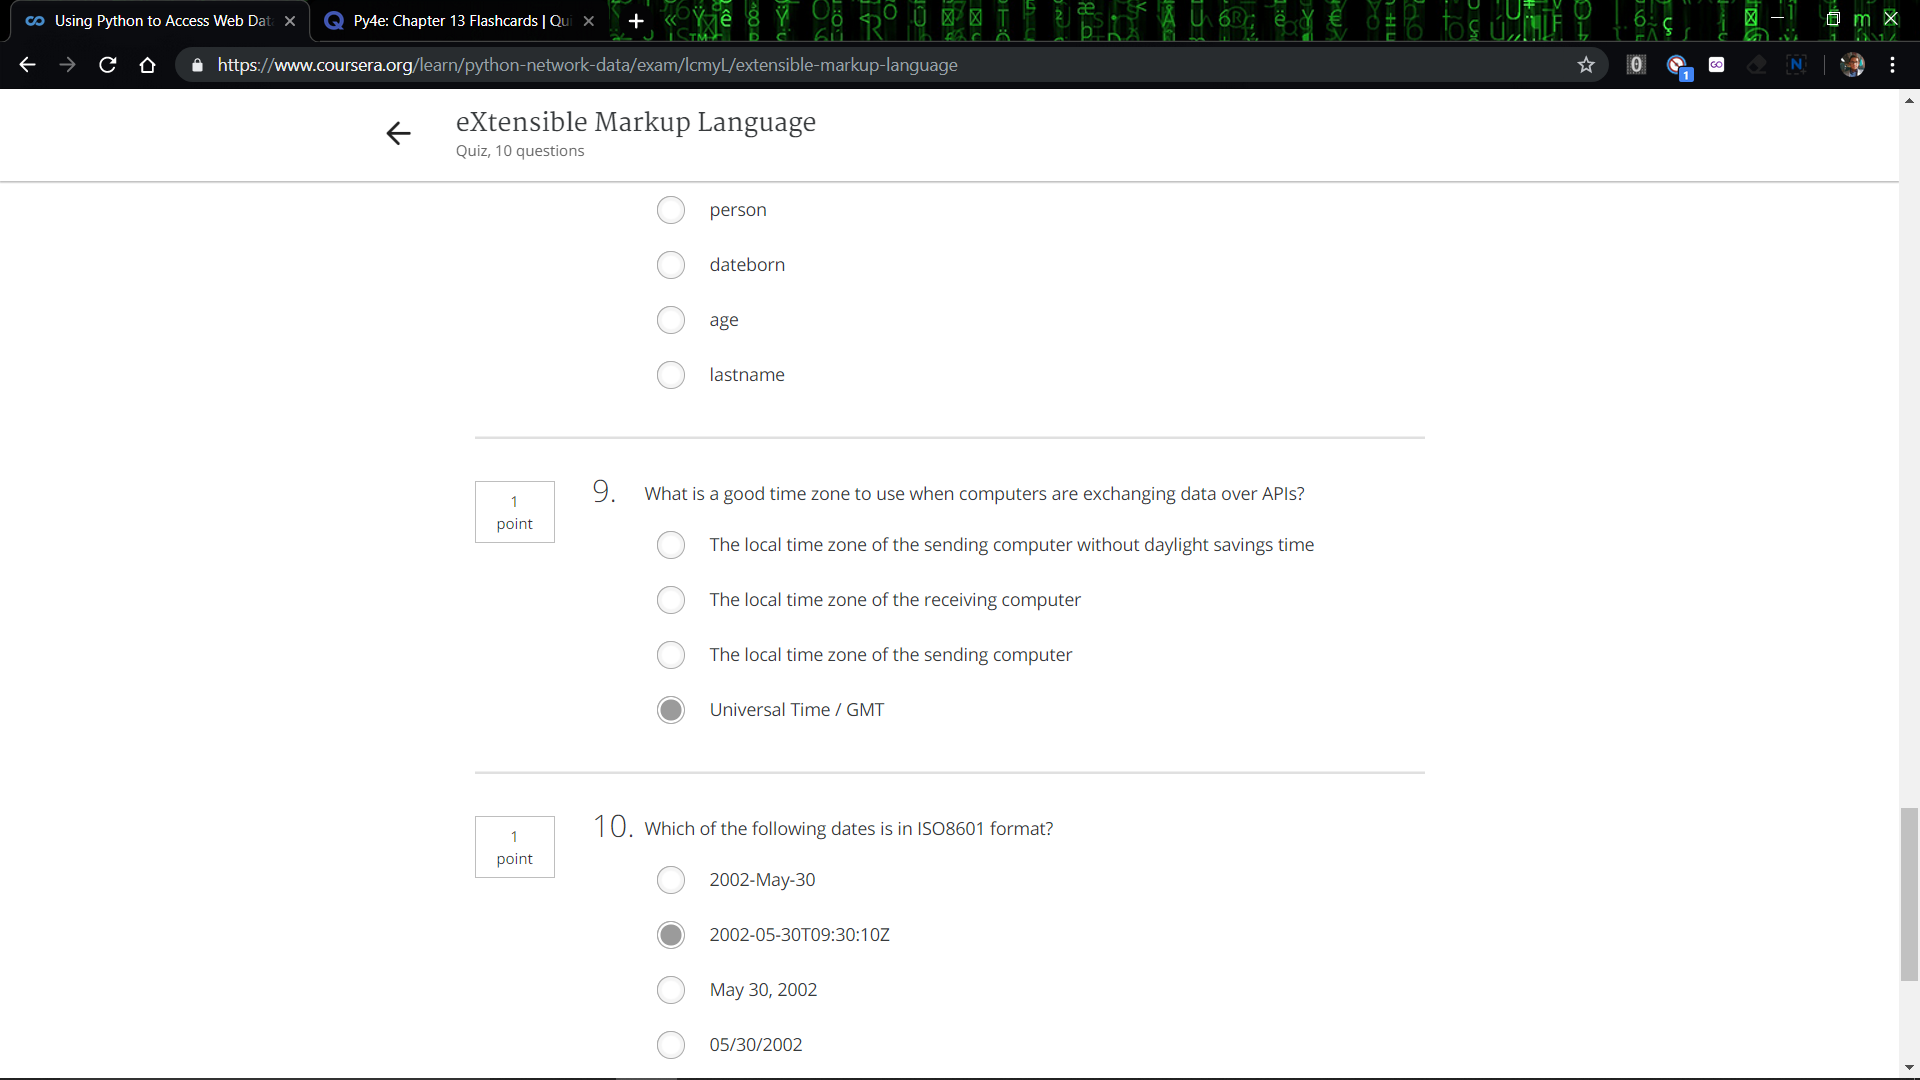 Using Python to Access Web Dat
Py4e: Chapter 13 Flashcards | Qui
https://www.coursera.org/learn/python-network-data/exam/lcmyL/extensible-markup-language
1
eXtensible Markup Language
Quiz, 10 questions
person
dateborn
age
lastname
1
point
9. What is a good time zone to use when computers are exchanging data over APIs?
The local time zone of the sending computer without daylight savings time
The local time zone of the receiving computer
The local time zone of the sending computer
Universal Time / GMT
1
point
10. Which of the following dates is in ISO8601 format?
2002-May-30
2002-05-30T09:30:10Z
May 30, 2002
05/30/2002